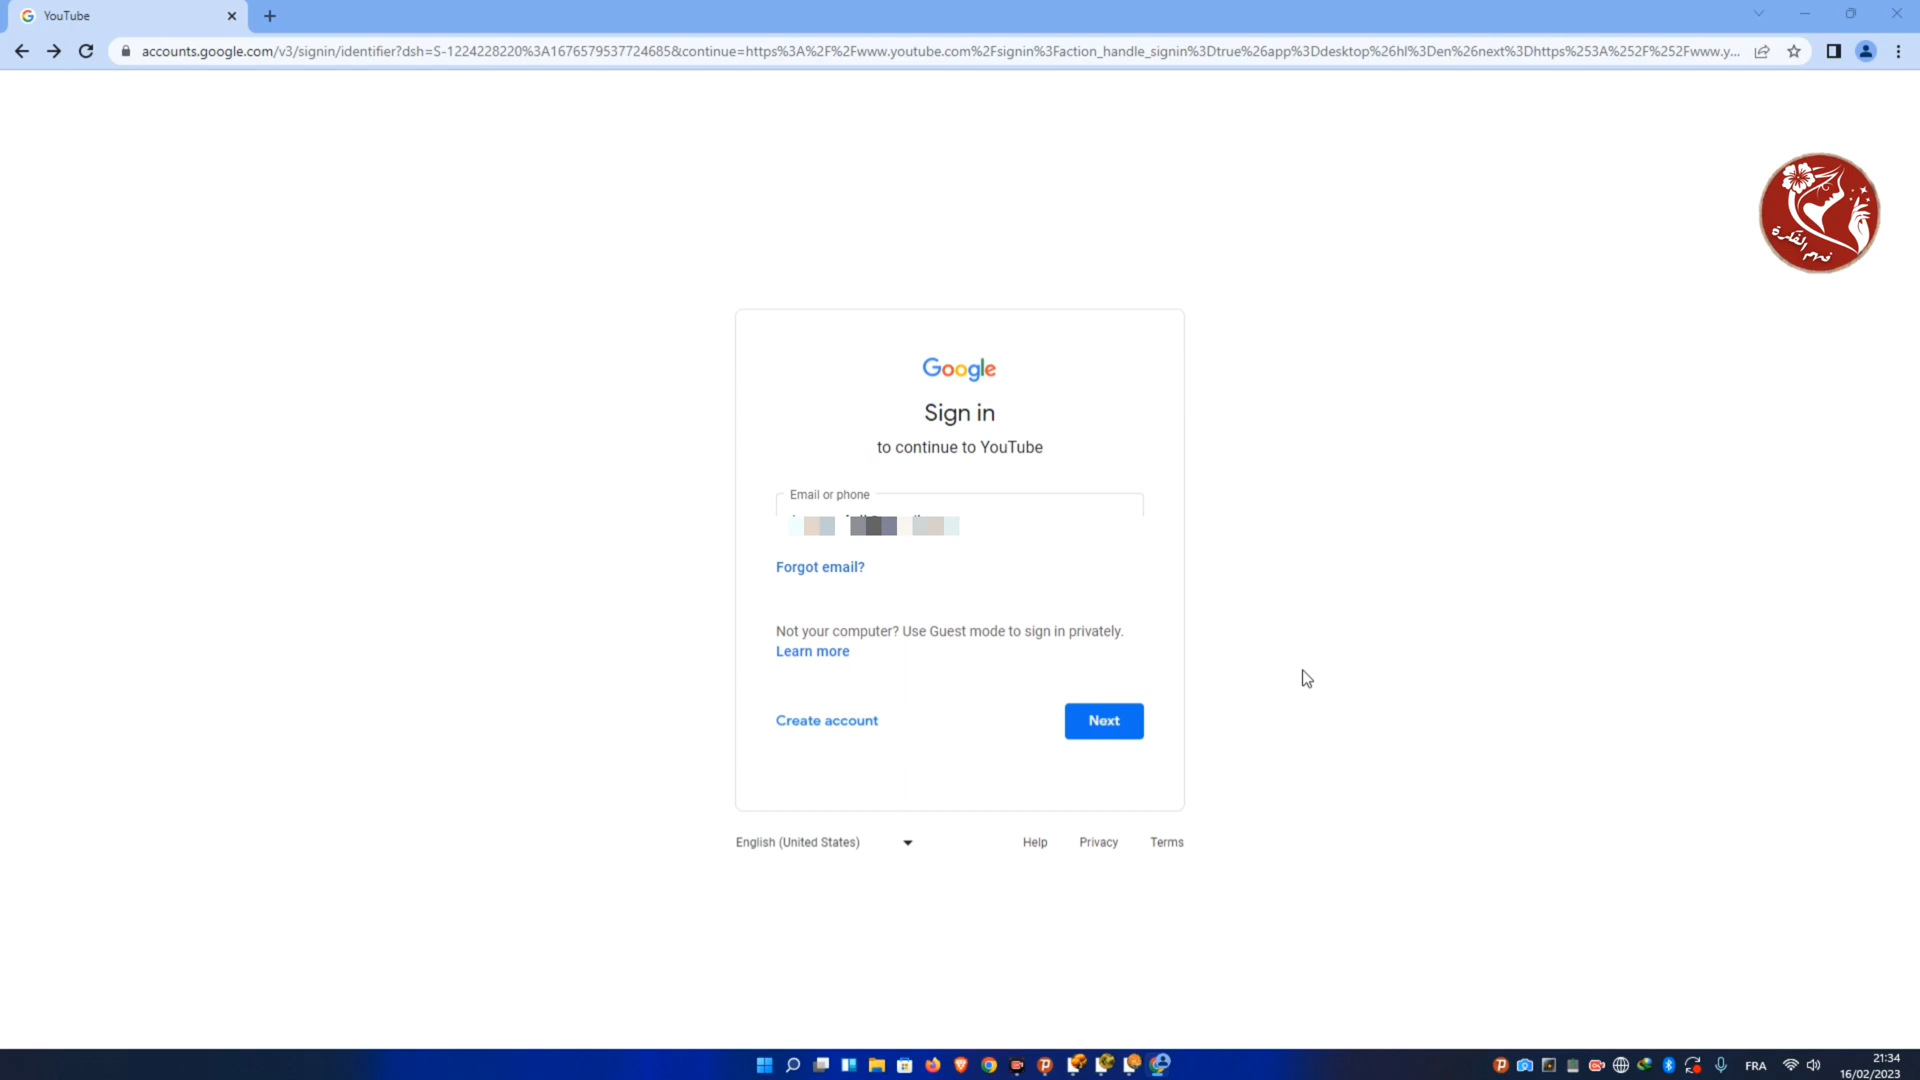 YouTube
accounts.google.com/v3/signin/identifier?dsh=S-1224228220%3A1676579537724685&continue=https%3A%2F%2Fwww.youtube.com%2Fsignin%3Faction_handle_signin%3Dtrue%26app%3Ddesktop%26hl%3Den%26next%3Dhttps%253A%252F%252Fwww.y...
فهم الفكرة
Google
Sign in
to continue to YouTube
Email or phone
Forgot email?
Not your computer? Use Guest mode to sign in privately.
Learn more
Create account
Next
English (United States)
Help
Privacy
Terms
FRA
21:34
16/02/2023